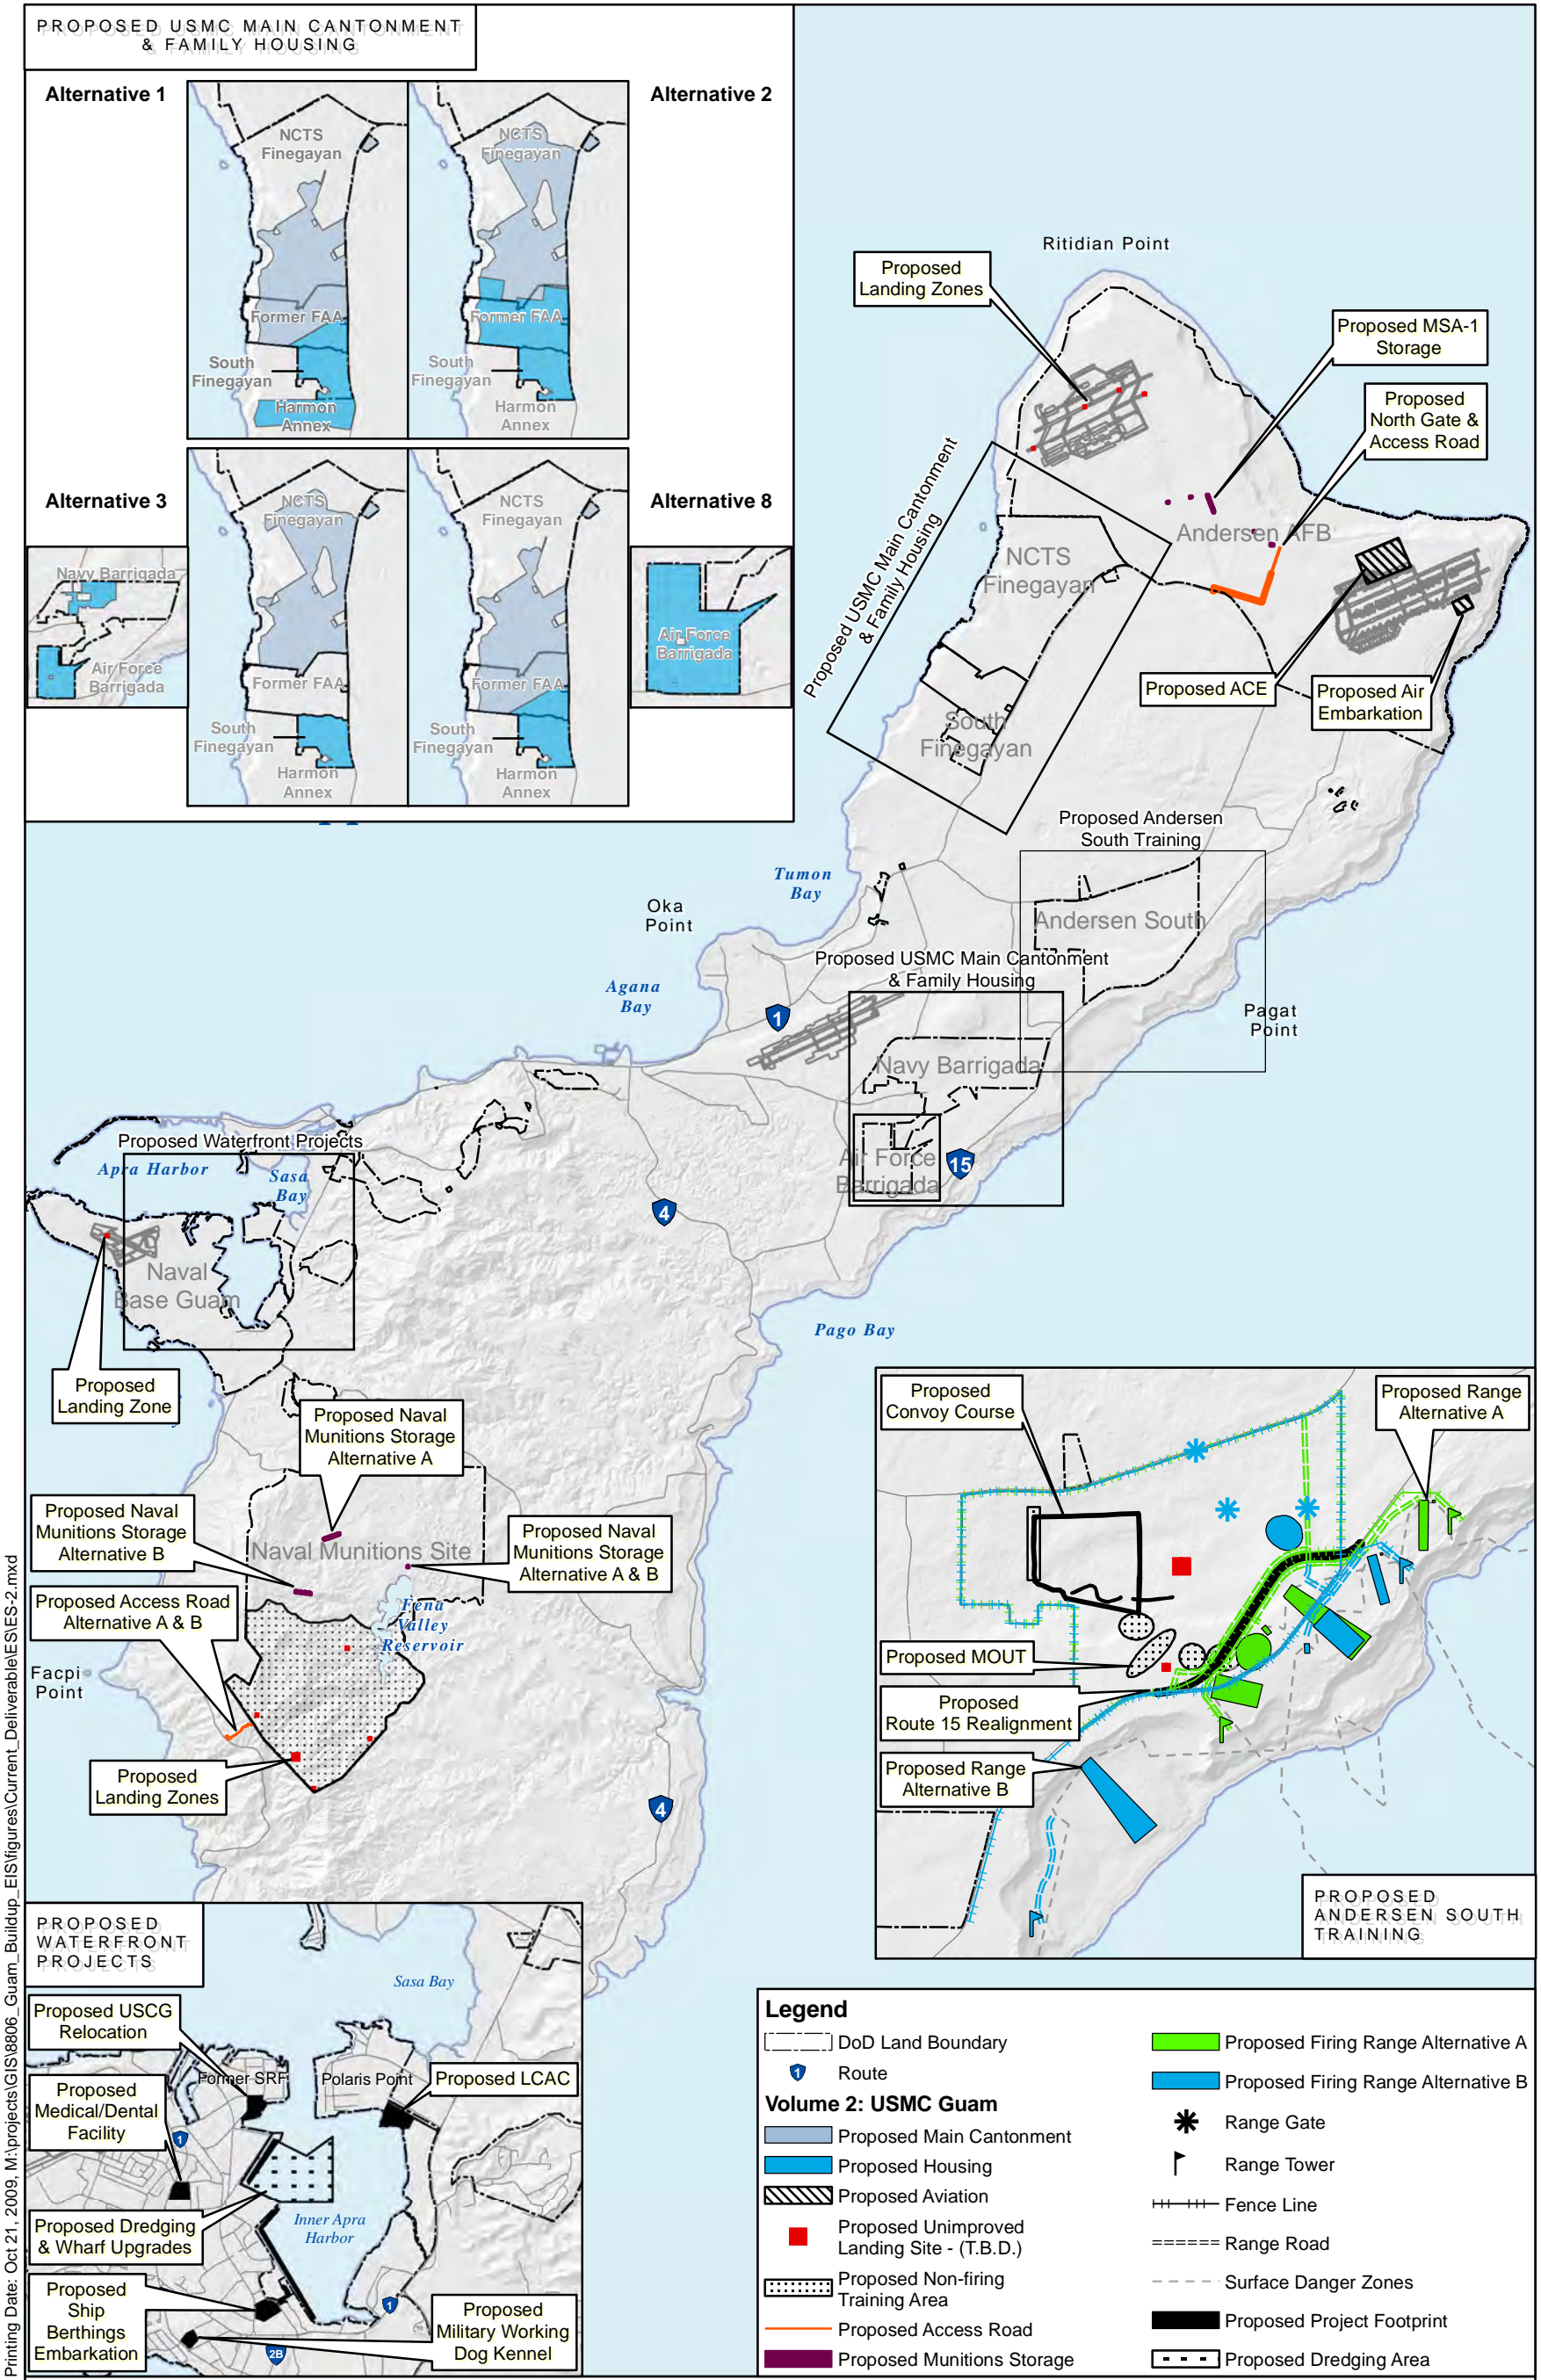 PROPOSED USMC MAIN CANTONMENT
& FAMILY HOUSING
Alternative 1
Alternative 2
NCTS
Finegayan
Former FAA
South
Finegayan
Harmon
Annex
NCTS
Finegayan
Former FAA
South
Finegayan
Harmon
Annex
Alternative 3
Alternative 8
Navy Barrigada
Air Force
Barrigada
NCTS
Finegayan
Former FAA
South
Finegayan
Harmon
Annex
NCTS
Finegayan
Former FAA
South
Finegayan
Harmon
Annex
Air Force
Barrigada
Ritidian Point
Proposed
Landing Zones
Proposed MSA-1
Storage
Proposed
North Gate &
Access Road
Andersen AFB
Proposed USMC Main Cantonment
& Family Housing
NCTS
Finegayan
South
Finegayan
Proposed ACE
Proposed Air
Embarkation
Proposed Andersen
South Training
Andersen South
Tumon
Bay
Oka
Point
Proposed USMC Main Cantonment
& Family Housing
Agana
Bay
1
Pagat
Point
Navy Barrigada
Air Force
Barrigada
15
Proposed Waterfront Projects
Apra Harbor
Sasa
Bay
4
Naval
Base Guam
Pago Bay
Proposed
Landing Zone
Proposed Naval
Munitions Storage
Alternative A
Proposed Naval
Munitions Storage
Alternative B
Naval Munitions Site
Proposed Naval
Munitions Storage
Alternative A & B
Proposed Access Road
Alternative A & B
Fena
Valley
Reservoir
Facpi
Point
Proposed
Landing Zones
4
Proposed
Convoy Course
Proposed Range
Alternative A
Proposed MOUT
Proposed
Route 15 Realignment
Proposed Range
Alternative B
PROPOSED
ANDERSEN SOUTH
TRAINING
PROPOSED
WATERFRONT
PROJECTS
Sasa Bay
Proposed USCG
Relocation
Former SRF
Polaris Point
Proposed LCAC
Proposed
Medical/Dental
Facility
1
Proposed Dredging
& Wharf Upgrades
Inner Apra
Harbor
Proposed
Ship
Berthings
Embarkation
1
2B
Proposed
Military Working
Dog Kennel
Legend
DoD Land Boundary
1
Route
Volume 2: USMC Guam
Proposed Main Cantonment
Proposed Housing
Proposed Aviation
Proposed Unimproved
Landing Site - (T.B.D.)
Proposed Non-firing
Training Area
Proposed Access Road
Proposed Munitions Storage
Proposed Firing Range Alternative A
Proposed Firing Range Alternative B
Range Gate
Range Tower
Fence Line
Range Road
Surface Danger Zones
Proposed Project Footprint
Proposed Dredging Area
Printing Date: Oct 21, 2009, M:\projects\GIS\8806_Guam_Buildup_EIS\figures\Current_Deliverable\ES\ES-2.mxd